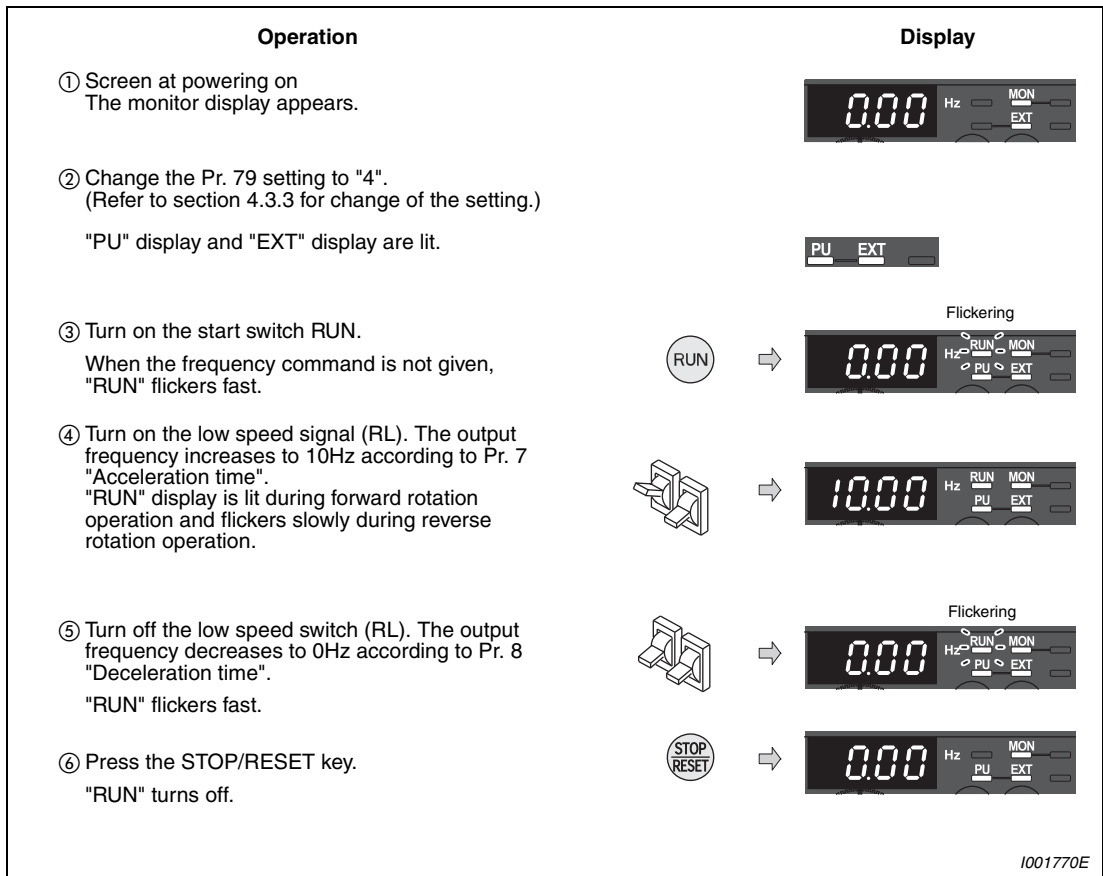 Operation
Display
① Screen at powering on
The monitor display appears.
0.00 Hz MON
EXT
② Change the Pr. 79 setting to "4".
(Refer to section 4.3.3 for change of the setting.)
"PU" display and "EXT" display are lit.
PU EXT
③ Turn on the start switch RUN.
When the frequency command is not given,
"RUN" flickers fast.
RUN
Flickering
0.00 Hz RUN MON
PU EXT
④ Turn on the low speed signal (RL). The output
frequency increases to 10Hz according to Pr. 7
"Acceleration time".
"RUN" display is lit during forward rotation
operation and flickers slowly during reverse
rotation operation.
10.00 Hz RUN MON
PU EXT
⑤ Turn off the low speed switch (RL). The output
frequency decreases to 0Hz according to Pr. 8
"Deceleration time".
"RUN" flickers fast.
Flickering
0.00 Hz RUN MON
PU EXT
⑥ Press the STOP/RESET key.
"RUN" turns off.
STOP
RESET
0.00 Hz MON
PU EXT
I001770E